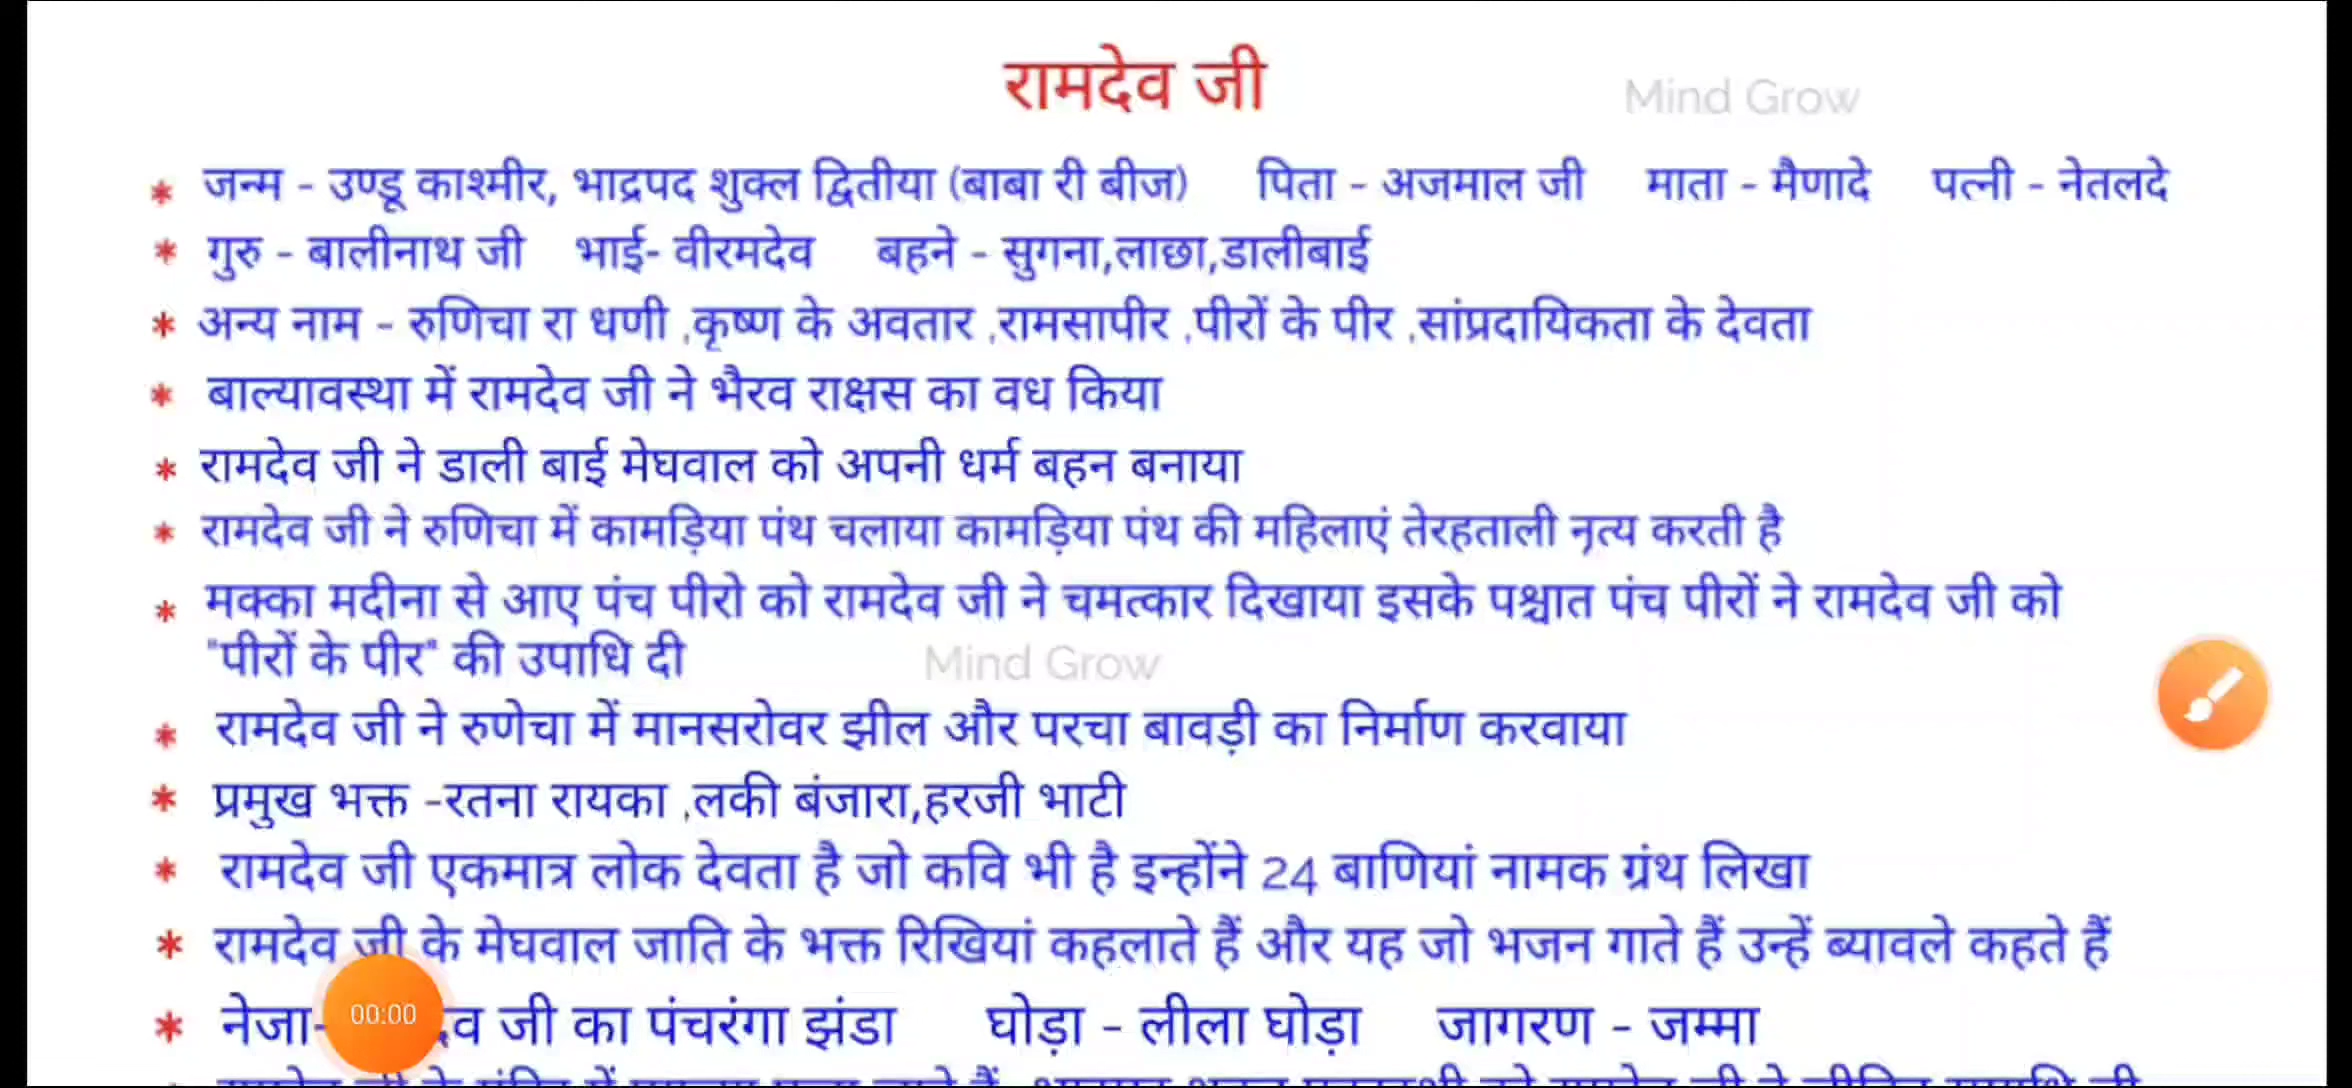 रामदेव जी
Mind Grow
* जन्म - उण्डू काश्मीर, भाद्रपद शुक्ल द्वितीया (बाबा री बीज) पिता - अजमाल जी माता - मैणादे पत्नी - नेतलदे
* गुरु - बालीनाथ जी भाई- वीरमदेव बहने - सुगना,लाछा,डालीबाई
* अन्य नाम - रुणिचा रा धणी ,कृष्ण के अवतार ,रामसापीर ,पीरों के पीर ,सांप्रदायिकता के देवता
* बाल्यावस्था में रामदेव जी ने भैरव राक्षस का वध किया
* रामदेव जी ने डाली बाई मेघवाल को अपनी धर्म बहन बनाया
* रामदेव जी ने रुणिचा में कामड़िया पंथ चलाया कामड़िया पंथ की महिलाएं तेरहताली नृत्य करती है
* मक्का मदीना से आए पंच पीरो को रामदेव जी ने चमत्कार दिखाया इसके पश्चात पंच पीरों ने रामदेव जी को
"पीरों के पीर" की उपाधि दी
Mind Grow
* रामदेव जी ने रुणेचा में मानसरोवर झील और परचा बावड़ी का निर्माण करवाया
* प्रमुख भक्त -रतना रायका ,लकी बंजारा,हरजी भाटी
* रामदेव जी एकमात्र लोक देवता है जो कवि भी है इन्होंने 24 बाणियां नामक ग्रंथ लिखा
* रामदेव जी के मेघवाल जाति के भक्त रिखियां कहलाते हैं और यह जो भजन गाते हैं उन्हें ब्यावले कहते हैं
* नेजा- जी का पंचरंगा झंडा घोड़ा - लीला घोड़ा जागरण - जम्मा
00:00